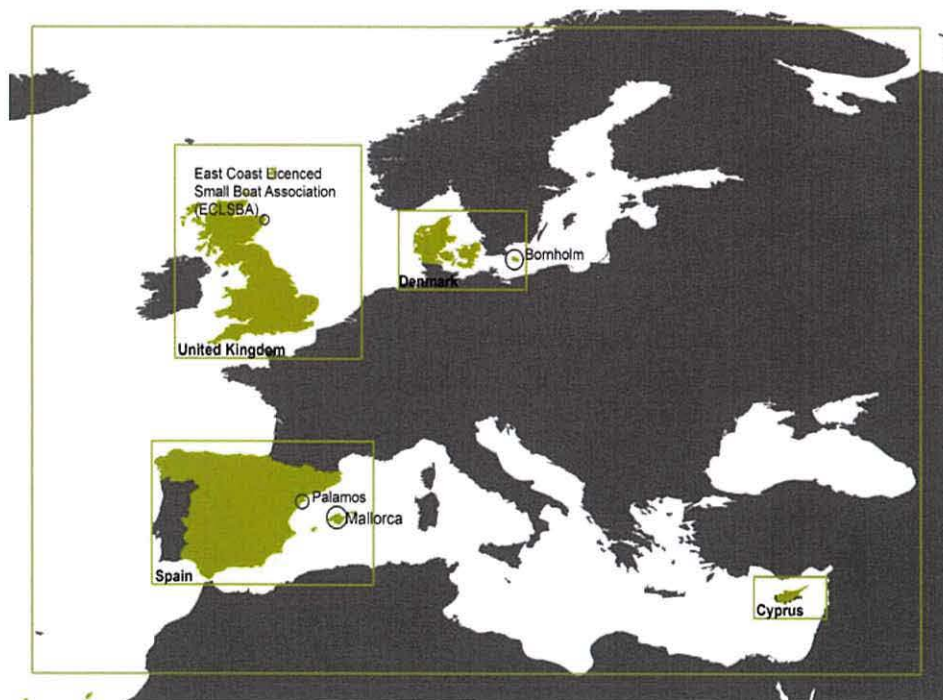 East Coast Licenced
Small Boat Association
(ECLSBA)
Bornholm
Denmark
United Kingdom
Palamos
Mallorca
Spain
Cyprus